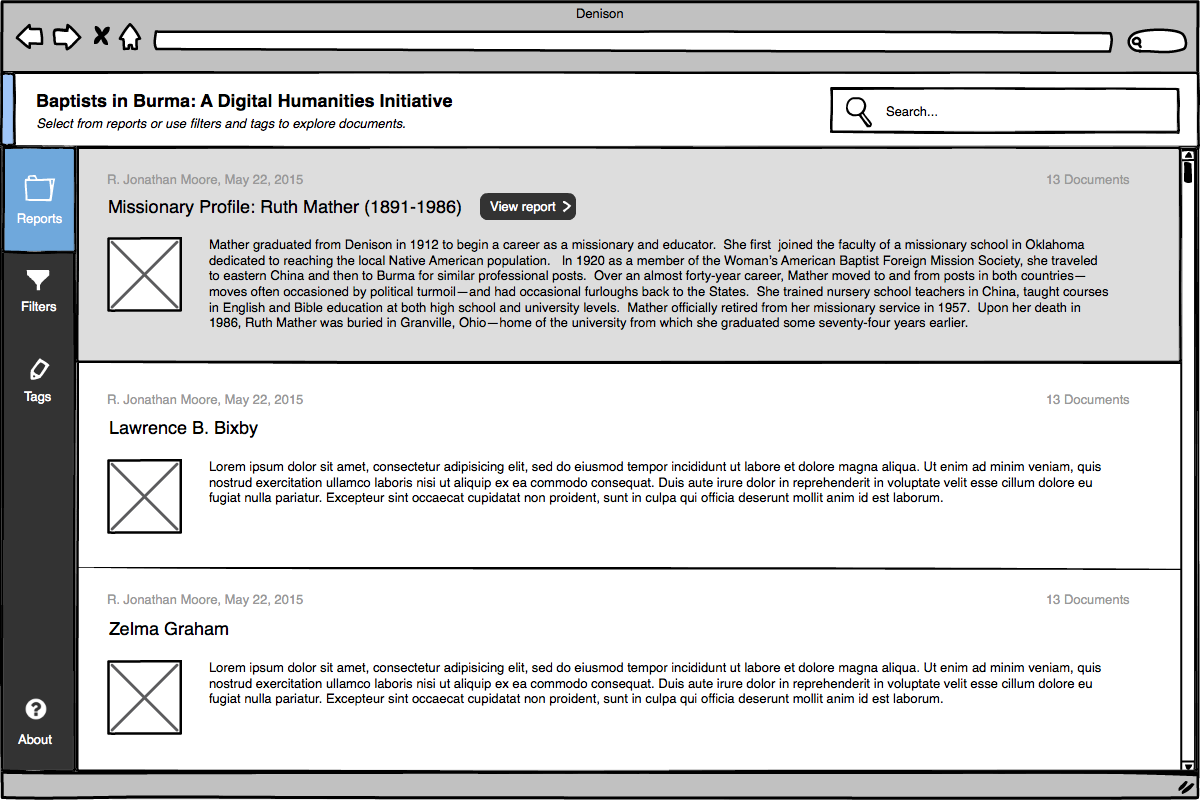 Denison
Baptists in Burma: A Digital Humanities Initiative
Select from reports or use filters and tags to explore documents.
Search...
Reports
Filters
Tags
About
R. Jonathan Moore, May 22, 2015
13 Documents
Missionary Profile: Ruth Mather (1891-1986)
View report
Mather graduated from Denison in 1912 to begin a career as a missionary and educator. She first joined the faculty of a missionary school in Oklahoma
dedicated to reaching the local Native American population. In 1920 as a member of the Woman's American Baptist Foreign Mission Society, she traveled
to eastern China and then to Burma for similar professional posts. Over an almost forty-year career, Mather moved to and from posts in both countries—
moves often occasioned by political turmoil—and had occasional furloughs back to the States. She trained nursery school teachers in China, taught courses
in English and Bible education at both high school and university levels. Mather officially retired from her missionary service in 1957. Upon her death in
1986, Ruth Mather was buried in Granville, Ohio—home of the university from which she graduated some seventy-four years earlier.
R. Jonathan Moore, May 22, 2015
13 Documents
Lawrence B. Bixby
Lorem ipsum dolor sit amet, consectetur adipisicing elit, sed do eiusmod tempor incididunt ut labore et dolore magna aliqua. Ut enim ad minim veniam, quis
nostrud exercitation ullamco laboris nisi ut aliquip ex ea commodo consequat. Duis aute irure dolor in reprehenderit in voluptate velit esse cillum dolore eu
fugiat nulla pariatur. Excepteur sint occaecat cupidatat non proident, sunt in culpa qui officia deserunt mollit anim id est laborum.
R. Jonathan Moore, May 22, 2015
13 Documents
Zelma Graham
Lorem ipsum dolor sit amet, consectetur adipisicing elit, sed do eiusmod tempor incididunt ut labore et dolore magna aliqua. Ut enim ad minim veniam, quis
nostrud exercitation ullamco laboris nisi ut aliquip ex ea commodo consequat. Duis aute irure dolor in reprehenderit in voluptate velit esse cillum dolore eu
fugiat nulla pariatur. Excepteur sint occaecat cupidatat non proident, sunt in culpa qui officia deserunt mollit anim id est laborum.